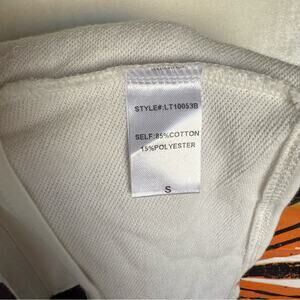 STYLE#:LT10053B
SELF:85%COTTON
15%POLYESTER
S